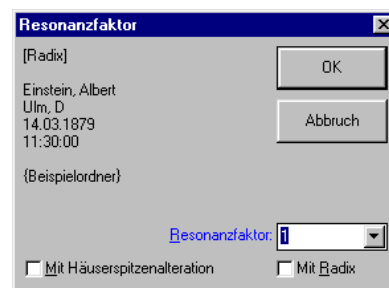 Resonanzfaktor
[Radix]
OK
Einstein, Albert
Ulm, D
14.03.1879
Abbruch
11:30:00
{Beispielordner}
Resonanzfaktor: 1
Mit Häuserspitzenalteration Mit Radix